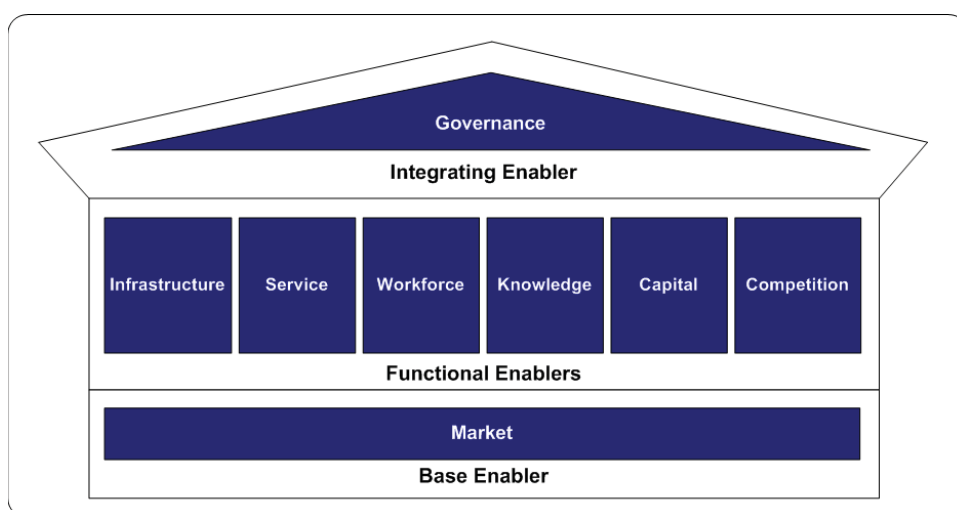 Governance
Integrating Enabler
Infrastructure Service Workforce Knowledge Capital Competition
Functional Enablers
Market
Base Enabler